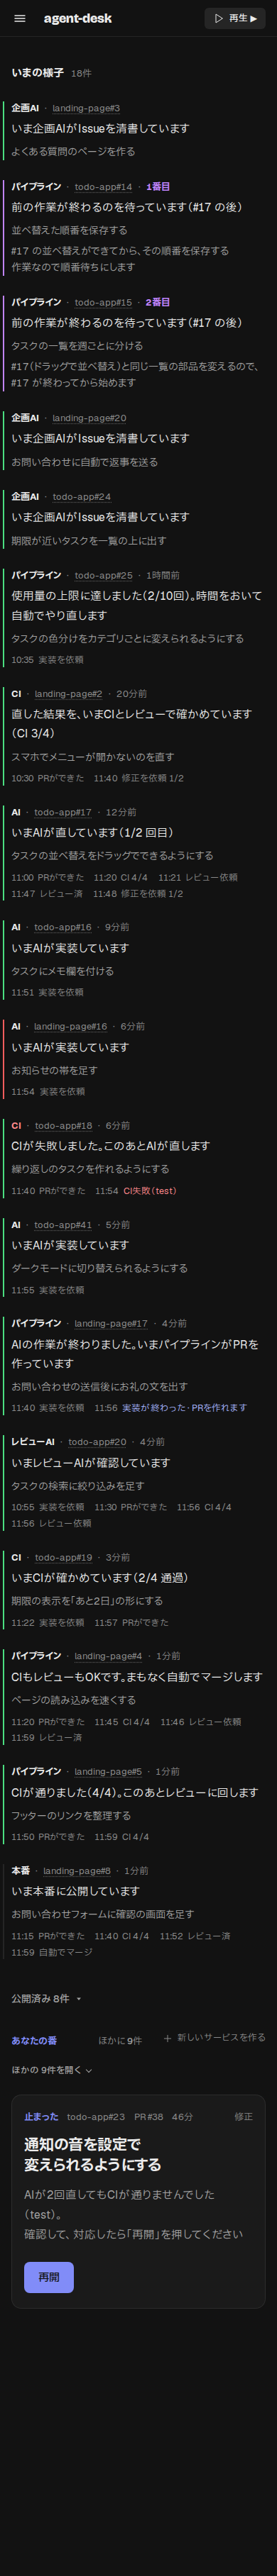 agent-desk
再生 ▶
いまの様子 18件
企画AI · landing-page#3
いま企画AIがIssueを清書しています
よくある質問のページを作る
パイプライン · todo-app#14 · 1番目
前の作業が終わるのを待っています（#17 の後）
並べ替えた順番を保存する
#17 の並べ替えができてから、その順番を保存する
作業なので順番待ちにします
パイプライン · todo-app#15 · 2番目
前の作業が終わるのを待っています（#17 の後）
タスクの一覧を週ごとに分ける
#17（ドラッグで並べ替え）と同じ一覧の部品を変えるので、
#17 が終わってから始めます
企画AI · landing-page#20
いま企画AIがIssueを清書しています
お問い合わせに自動で返事を送る
企画AI · todo-app#24
いま企画AIがIssueを清書しています
期限が近いタスクを一覧の上に出す
パイプライン · todo-app#25 · 1時間前
使用量の上限に達しました（2/10回）。時間をおいて
自動でやり直します
タスクの色分けをカテゴリごとに変えられるようにする
10:35 実装を依頼
CI · landing-page#2 · 20分前
直した結果を、いまCIとレビューで確かめています
（CI 3/4）
スマホでメニューが開かないのを直す
10:30 PRができた 11:40 修正を依頼 1/2
AI · todo-app#17 · 12分前
いまAIが直しています（1/2 回目）
タスクの並べ替えをドラッグでできるようにする
11:00 PRができた 11:20 CI 4/4 11:21 レビュー依頼
11:47 レビュー済 11:48 修正を依頼 1/2
AI · todo-app#16 · 9分前
いまAIが実装しています
タスクにメモ欄を付ける
11:51 実装を依頼
AI · landing-page#16 · 6分前
いまAIが実装しています
お知らせの帯を足す
11:54 実装を依頼
CI · todo-app#18 · 6分前
CIが失敗しました。このあとAIが直します
繰り返しのタスクを作れるようにする
11:40 PRができた 11:54 CI失敗（test）
AI · todo-app#41 · 5分前
いまAIが実装しています
ダークモードに切り替えられるようにする
11:55 実装を依頼
パイプライン · landing-page#17 · 4分前
AIの作業が終わりました。いまパイプラインがPRを
作っています
お問い合わせの送信後にお礼の文を出す
11:40 実装を依頼 11:56 実装が終わった·PRを作れます
レビューAI · todo-app#20 · 4分前
いまレビューAIが確認しています
タスクの検索に絞り込みを足す
10:55 実装を依頼 11:30 PRができた 11:56 CI 4/4
11:56 レビュー依頼
CI · todo-app#19 · 3分前
いまCIが確かめています（2/4 通過）
期限の表示を「あと2日」の形にする
11:22 実装を依頼 11:57 PRができた
パイプライン · landing-page#4 · 1分前
CIもレビューもOKです。まもなく自動でマージします
ページの読み込みを速くする
11:20 PRができた 11:45 CI 4/4 11:46 レビュー依頼
11:59 レビュー済
パイプライン · landing-page#5 · 1分前
CIが通りました（4/4）。このあとレビューに回します
フッターのリンクを整理する
11:50 PRができた 11:59 CI 4/4
本番 · landing-page#8 · 1分前
いま本番に公開しています
お問い合わせフォームに確認の画面を足す
11:15 PRができた 11:40 CI 4/4 11:52 レビュー済
11:59 自動でマージ
公開済み 8件
あなたの番 ほかに 9件 ＋ 新しいサービスを作る
ほかの 9件を開く
止まった todo-app#23 PR #38 46分 修正
通知の音を設定で
変えられるようにする
AIが2回直してもCIが通りませんでした
（test）。
確認して、対応したら「再開」を押してください
再開